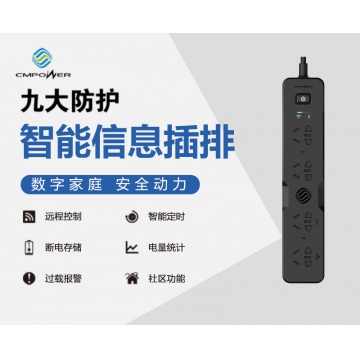 CMPOWER
九大防护
智能信息插排
数字家庭 安全动力
远程控制
智能定时
断电存储
电量统计
过载报警
社区功能